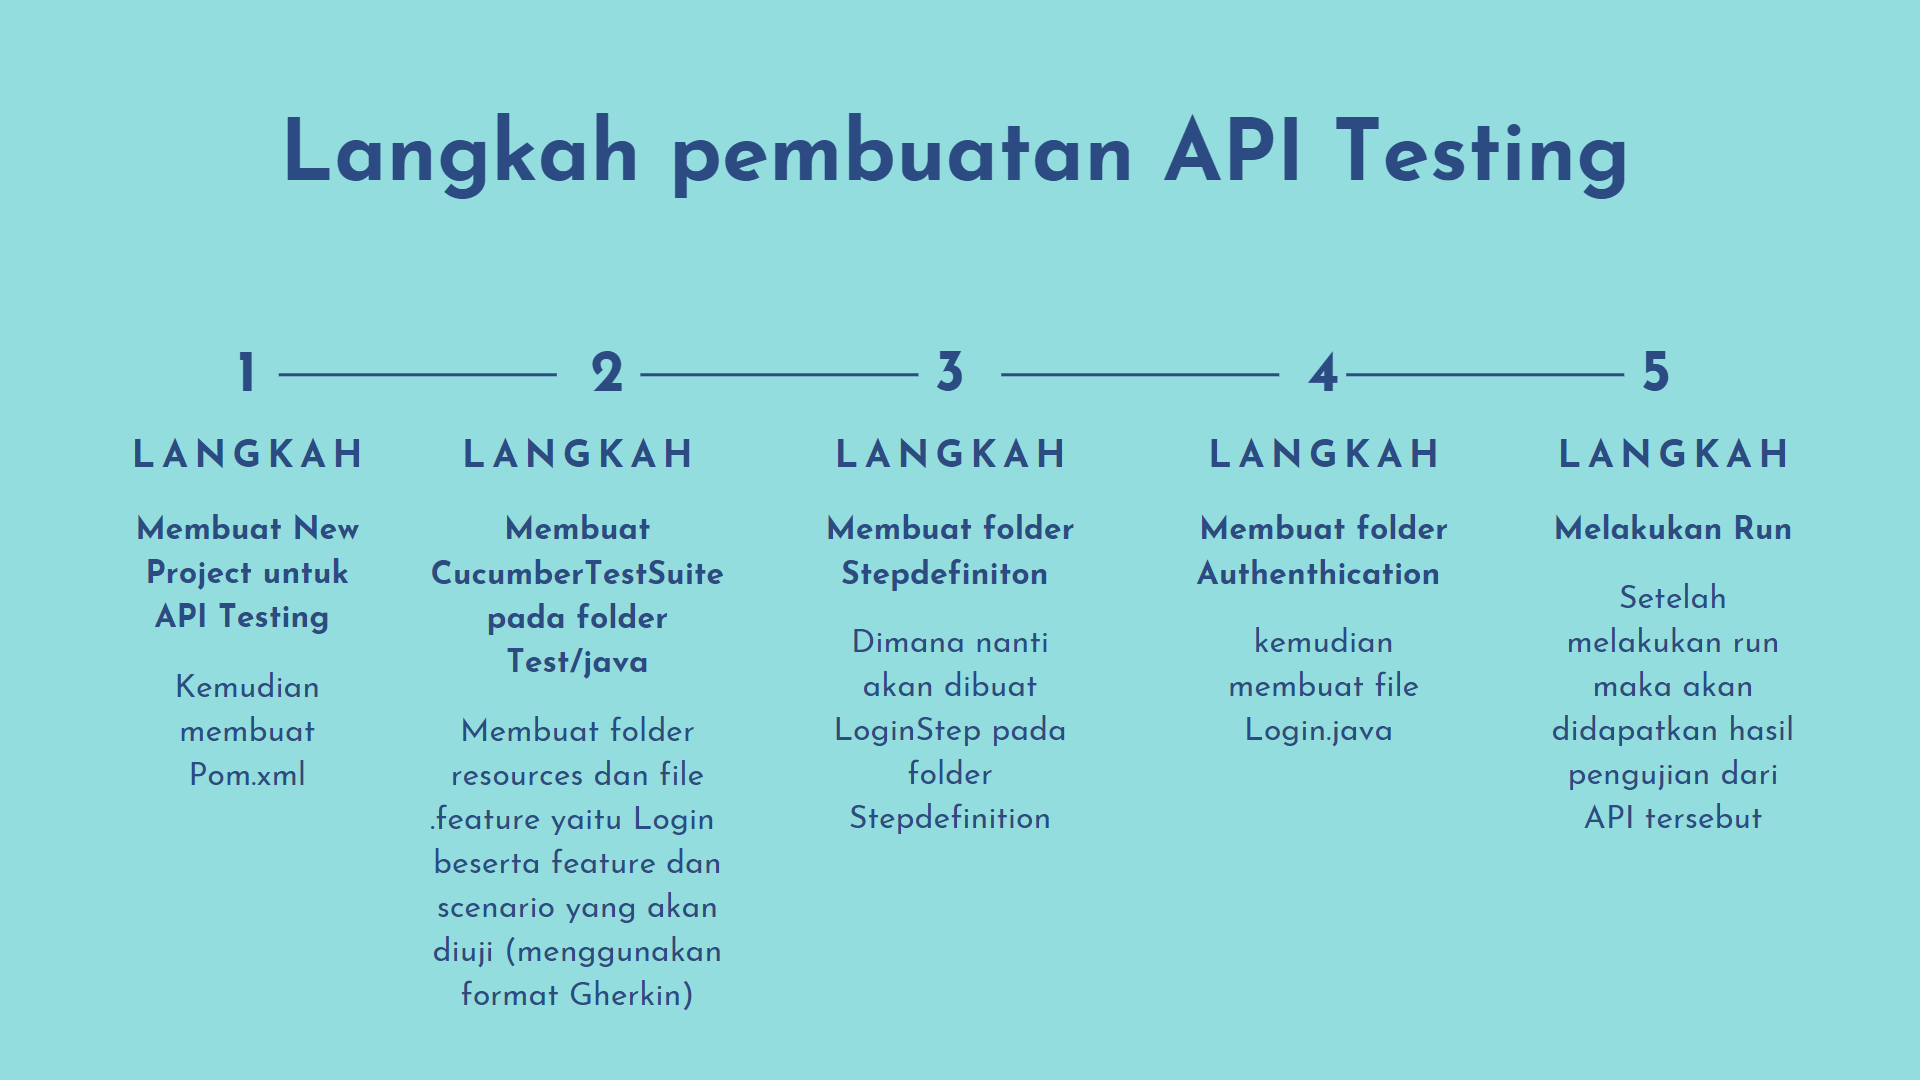 Langkah pembuatan API Testing
1
LANGKAH
Membuat New
Project untuk
API Testing
Kemudian
membuat
Pom.xml
2
LANGKAH
Membuat
CucumberTestSuite
pada folder
Test/java
Membuat folder
resources dan file
.feature yaitu Login
beserta feature dan
scenario yang akan
diuji (menggunakan
format Gherkin)
3
LANGKAH
Membuat folder
Stepdefiniton
Dimana nanti
akan dibuat
LoginStep pada
folder
Stepdefinition
4
LANGKAH
Membuat folder
Authenthication
kemudian
membuat file
Login.java
5
LANGKAH
Melakukan Run
Setelah
melakukan run
maka akan
didapatkan hasil
pengujian dari
API tersebut